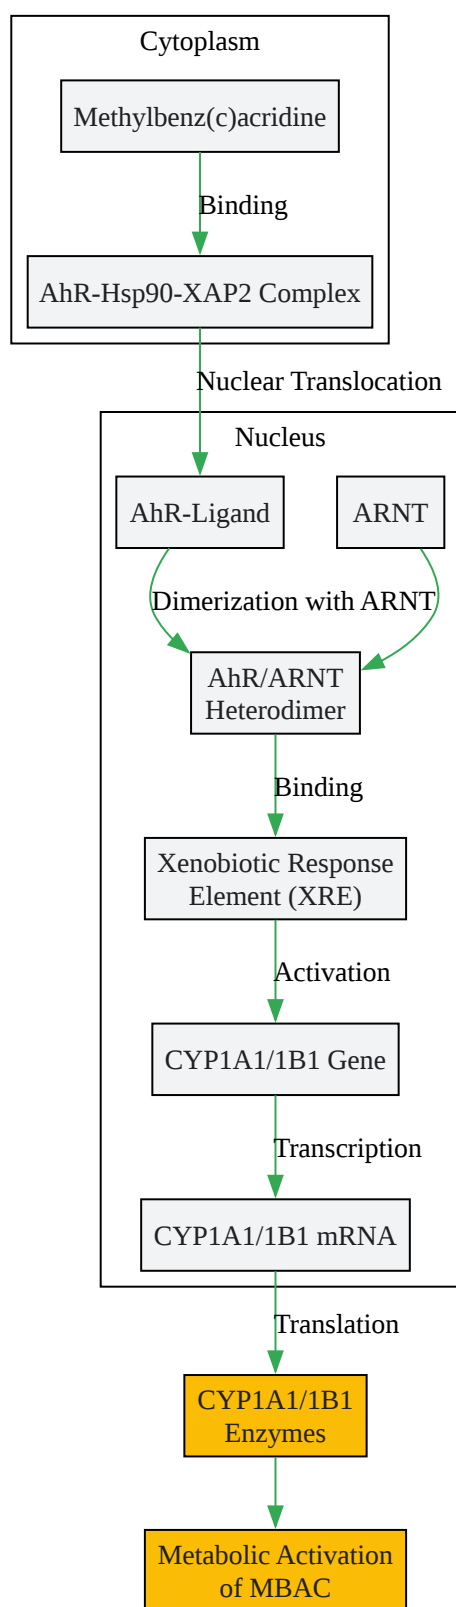 Cytoplasm
Methylbenz(c)acridine
Binding
AhR-Hsp90-XAP2 Complex
Nuclear Translocation
Nucleus
AhR-Ligand
ARNT
Dimerization with ARNT
AhR/ARNT
Heterodimer
Binding
Xenobiotic Response
Element (XRE)
Activation
CYP1A1/1B1 Gene
Transcription
CYP1A1/1B1 mRNA
Translation
CYP1A1/1B1
Enzymes
Metabolic Activation
of MBAC